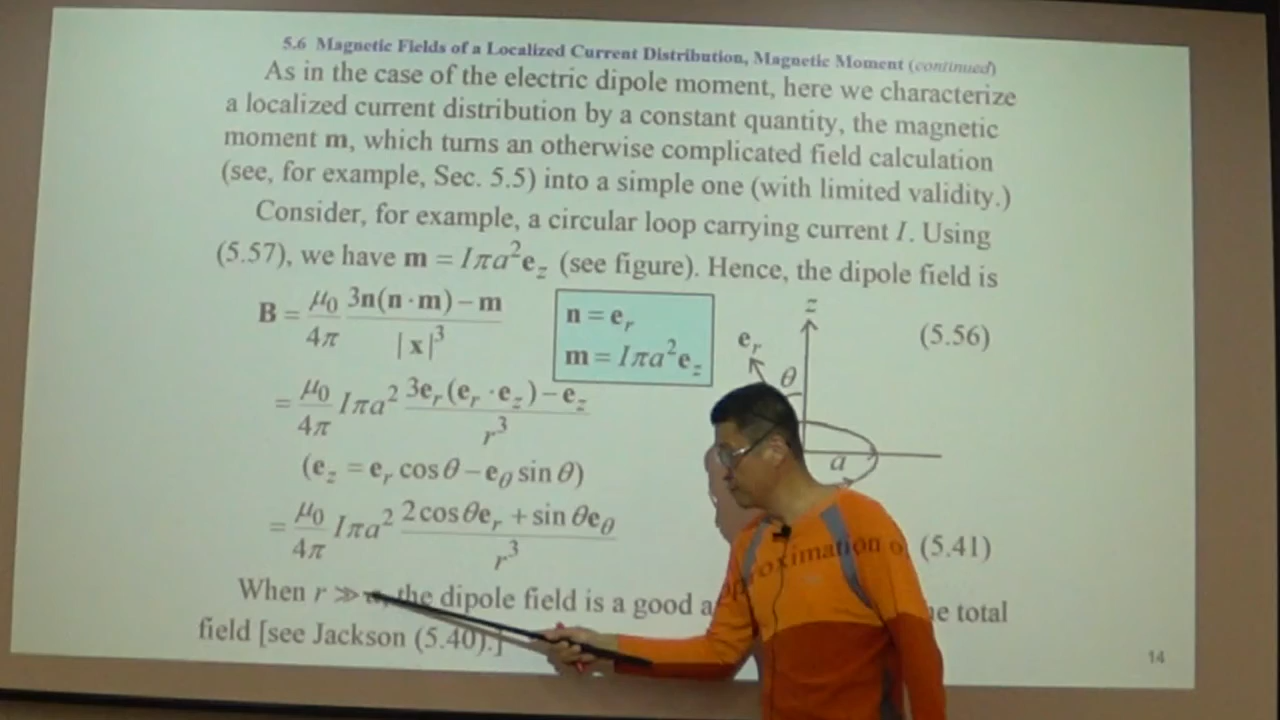 5.6 Magnetic Fields of a Localized Current Distribution, Magnetic Moment (continued)
As in the case of the electric dipole moment, here we characterize
a localized current distribution by a constant quantity, the magnetic
moment m, which turns an otherwise complicated field calculation
(see, for example, Sec. 5.5) into a simple one (with limited validity.)
Consider, for example, a circular loop carrying current I. Using
(5.57), we have m = Iπa²e_z (see figure). Hence, the dipole field is
B = μ₀/4π 3n(n · m) − m / |x|³
n = e_r
m = Iπa²e_z
z
e_r
θ
a
(5.56)
= μ₀/4π Iπa² 3e_r(e_r · e_z) − e_z / r³
(e_z = e_r cos θ − e_θ sin θ)
= μ₀/4π Iπa² 2cos θe_r + sin θe_θ / r³
(5.41)
When r ≫ the dipole field is a good approximation o total
field [see Jackson (5.40).]
14